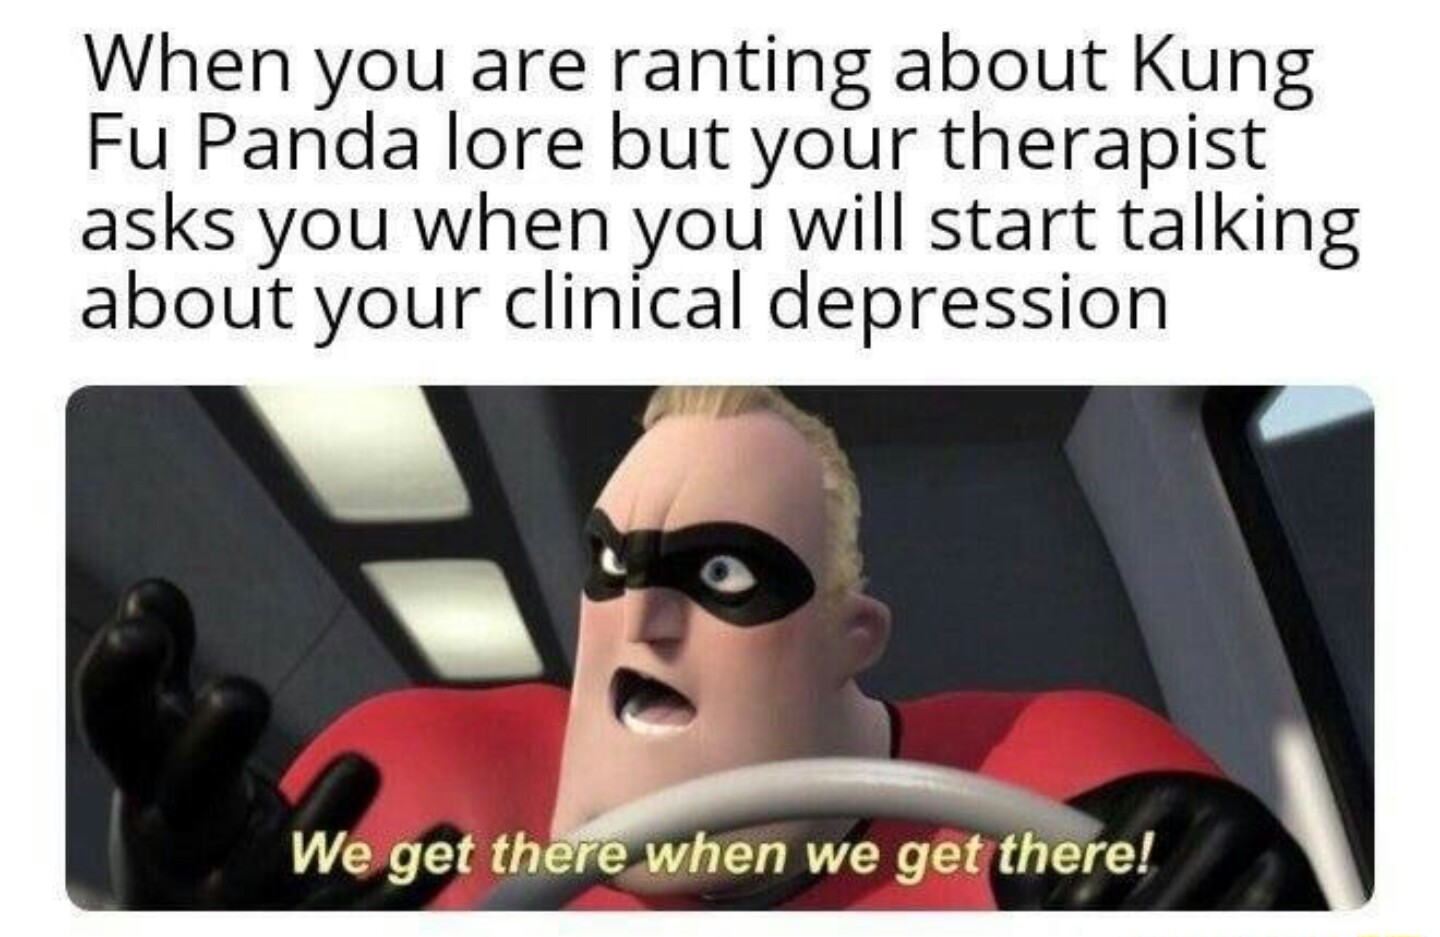 When you are ranting about Kung
Fu Panda lore but your therapist
asks you when you will start talking
about your clinical depression
We get there when we get there!